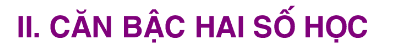 II. CĂN BẬC HAI SỐ HỌC